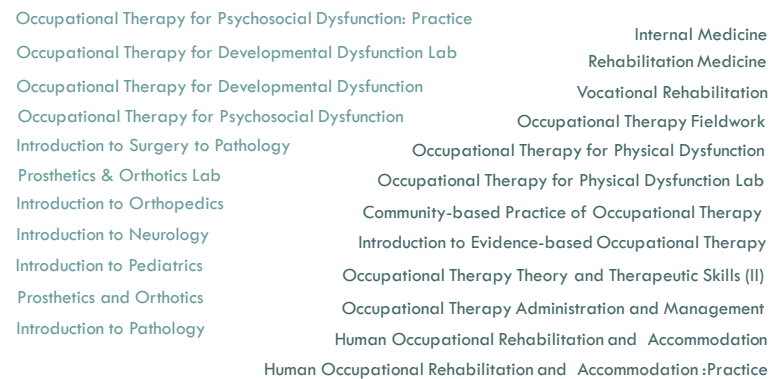 Occupational Therapy for Psychosocial Dysfunction: Practice
Occupational Therapy for Developmental Dysfunction Lab
Occupational Therapy for Developmental Dysfunction
Occupational Therapy for Psychosocial Dysfunction
Introduction to Surgery to Pathology
Prosthetics & Orthotics Lab
Introduction to Orthopedics
Introduction to Neurology
Introduction to Pediatrics
Prosthetics and Orthotics
Introduction to Pathology
Internal Medicine
Rehabilitation Medicine
Vocational Rehabilitation
Occupational Therapy Fieldwork
Occupational Therapy for Physical Dysfunction
Occupational Therapy for Physical Dysfunction Lab
Community-based Practice of Occupational Therapy
Introduction to Evidence-based Occupational Therapy
Occupational Therapy Theory and Therapeutic Skills (II)
Occupational Therapy Administration and Management
Human Occupational Rehabilitation and Accommodation
Human Occupational Rehabilitation and Accommodation :Practice